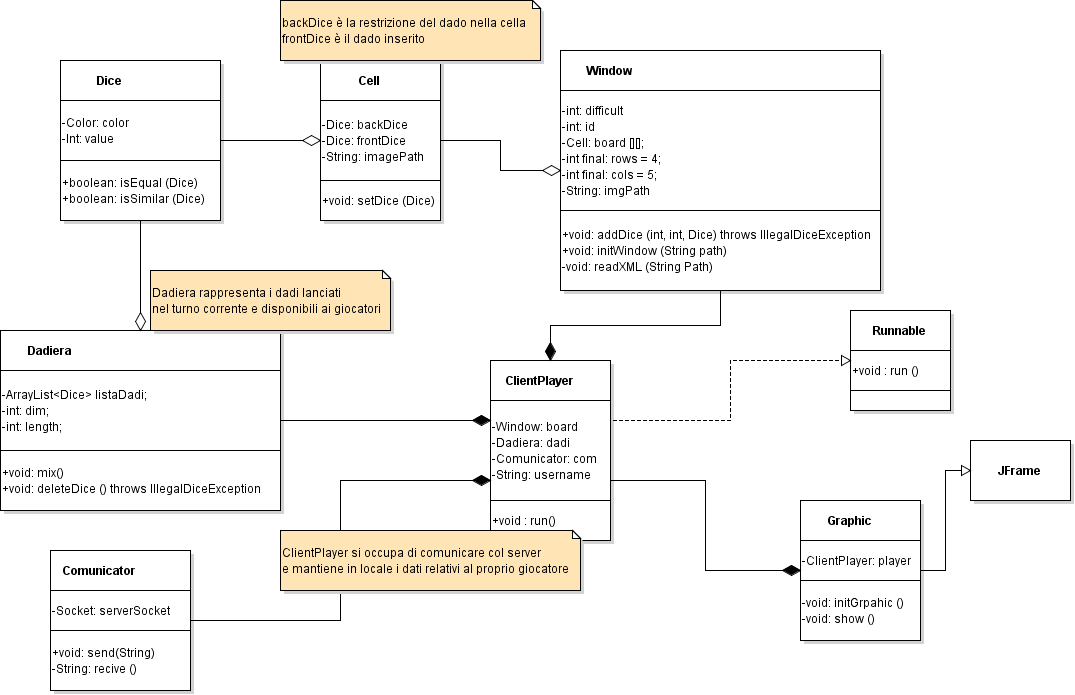 backDice è la restrizione del dado nella cella
frontDice è il dado inserito
Dice
-Color: color
-Int: value
+boolean: isEqual (Dice)
+boolean: isSimilar (Dice)
Cell
-Dice: backDice
-Dice: frontDice
-String: imagePath
+void: setDice (Dice)
Window
-int: difficult
-int: id
-Cell: board [][];
-int final: rows = 4;
-int final: cols = 5;
-String: imgPath
+void: addDice (int, int, Dice) throws IllegalDiceException
+void: initWindow (String path)
-void: readXML (String Path)
Dadiera rappresenta i dadi lanciati
nel turno corrente e disponibili ai giocatori
Dadiera
-ArrayList<Dice> listaDadi;
-int: dim;
-int: length;
+void: mix()
+void: deleteDice () throws IllegalDiceException
ClientPlayer
-Window: board
-Dadiera: dadi
-Comunicator: com
-String: username
+void : run()
Runnable
+void : run ()
JFrame
Graphic
-ClientPlayer: player
-void: initGrpahic ()
-void: show ()
ClientPlayer si occupa di comunicare col server
e mantiene in locale i dati relativi al proprio giocatore
Comunicator
-Socket: serverSocket
+void: send(String)
-String: recive ()